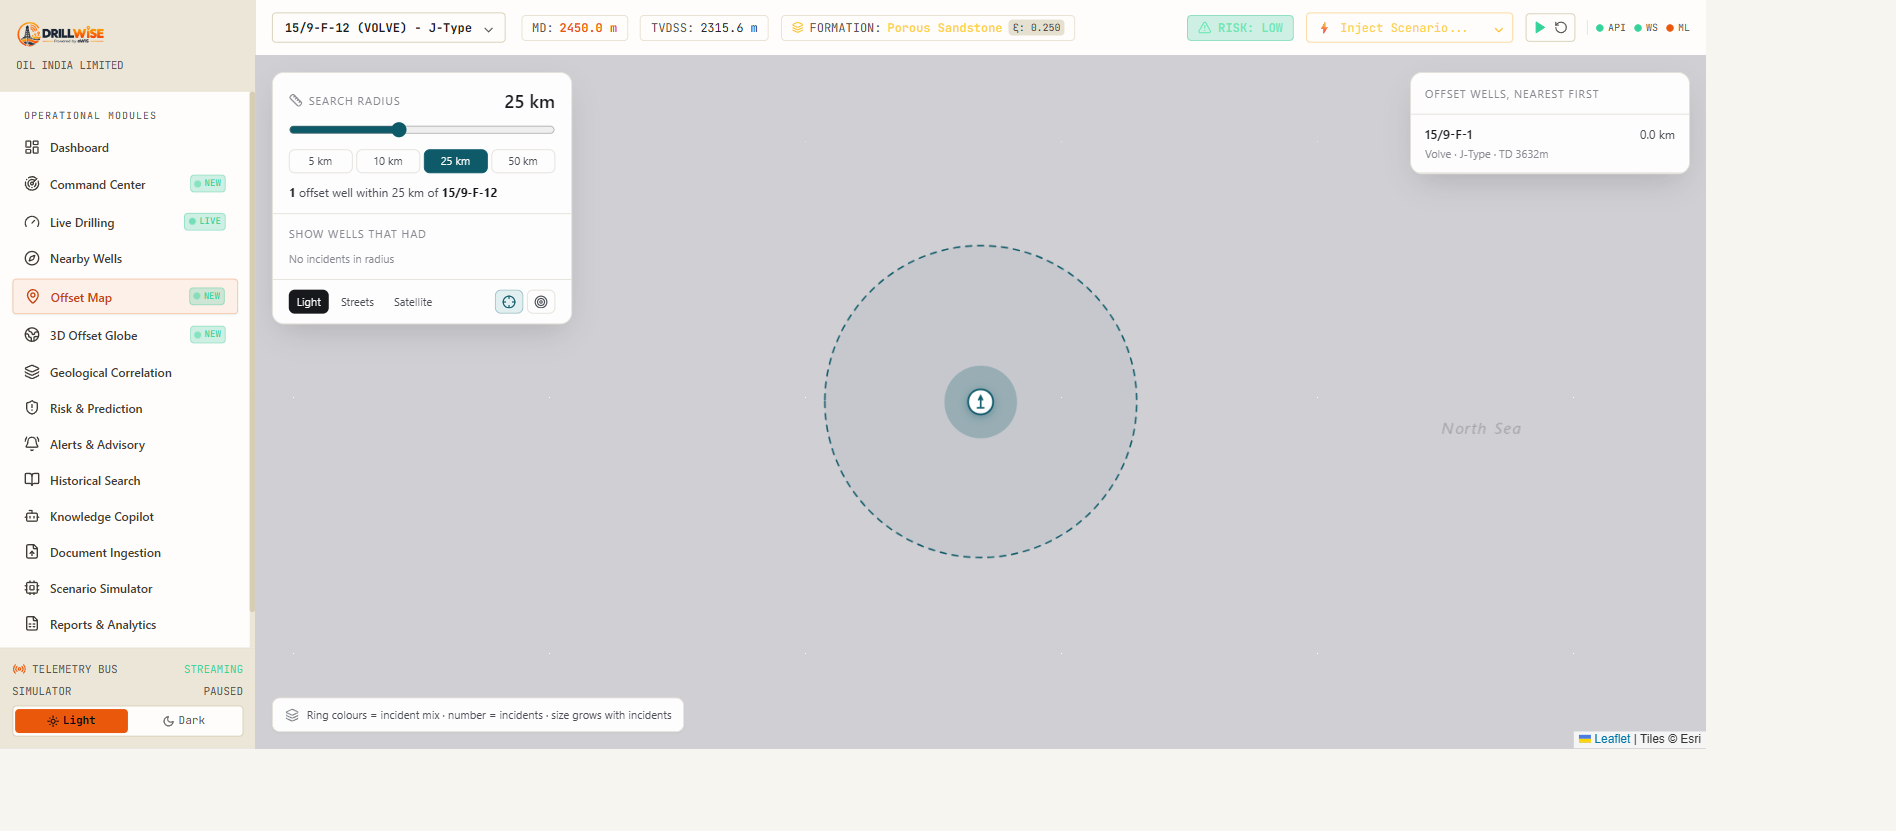 DRILLWISE
OIL INDIA LIMITED
15/9-F-12 (VOLVE) - J-Type
MD: 2450.0 m
TVDSS: 2315.6 m
FORMATION: Porous Sandstone ξ: 0.250
RISK: LOW
Inject Scenario...
API WS ML
OPERATIONAL MODULES
Dashboard
Command Center NEW
Live Drilling LIVE
Nearby Wells
Offset Map NEW
3D Offset Globe NEW
Geological Correlation
Risk & Prediction
Alerts & Advisory
Historical Search
Knowledge Copilot
Document Ingestion
Scenario Simulator
Reports & Analytics
TELEMETRY BUS STREAMING
SIMULATOR PAUSED
Light Dark
SEARCH RADIUS 25 km
5 km 10 km 25 km 50 km
1 offset well within 25 km of 15/9-F-12
SHOW WELLS THAT HAD
No incidents in radius
Light Streets Satellite
OFFSET WELLS, NEAREST FIRST
15/9-F-1 0.0 km
Volve · J-Type · TD 3632m
North Sea
Ring colours = incident mix · number = incidents · size grows with incidents
Leaflet | Tiles © Esri